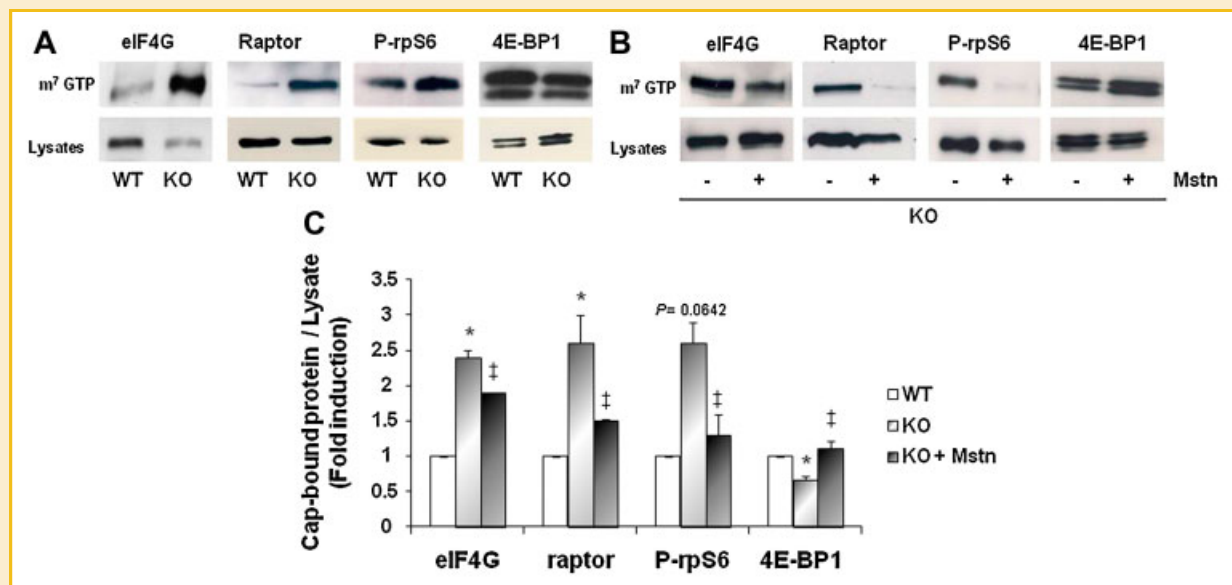 A
eIF4G Raptor P-rpS6 4E-BP1
m⁷ GTP
Lysates
WT KO WT KO WT KO WT KO
B
eIF4G Raptor P-rpS6 4E-BP1
m⁷ GTP
Lysates
- + - + - + - + Mstn
KO
C
Cap-bound protein / Lysate
(Fold induction)
3.5
3
2.5
2
1.5
1
0.5
0
* ‡
* ‡
P= 0.0642 ‡
* ‡
eIF4G raptor P-rpS6 4E-BP1
WT
KO
KO + Mstn